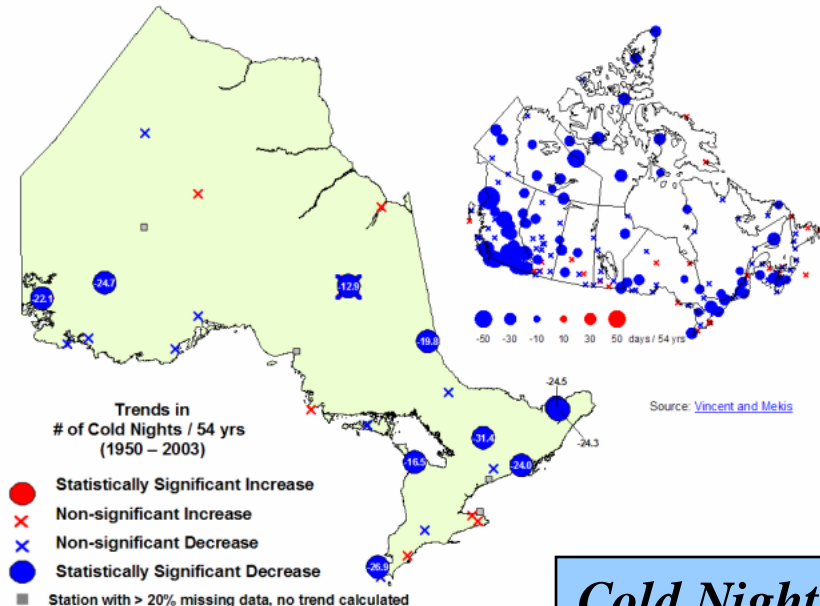 -22.1
-24.7
-12.9
-19.8
-24.5
-24.3
-31.4
-24.0
-16.5
-26.9
-50 -30 -10 10 30 50 days / 54 yrs
Source: Vincent and Mekis
Trends in
# of Cold Nights / 54 yrs
(1950 – 2003)
Statistically Significant Increase
Non-significant Increase
Non-significant Decrease
Statistically Significant Decrease
Station with > 20% missing data, no trend calculated
Cold Night